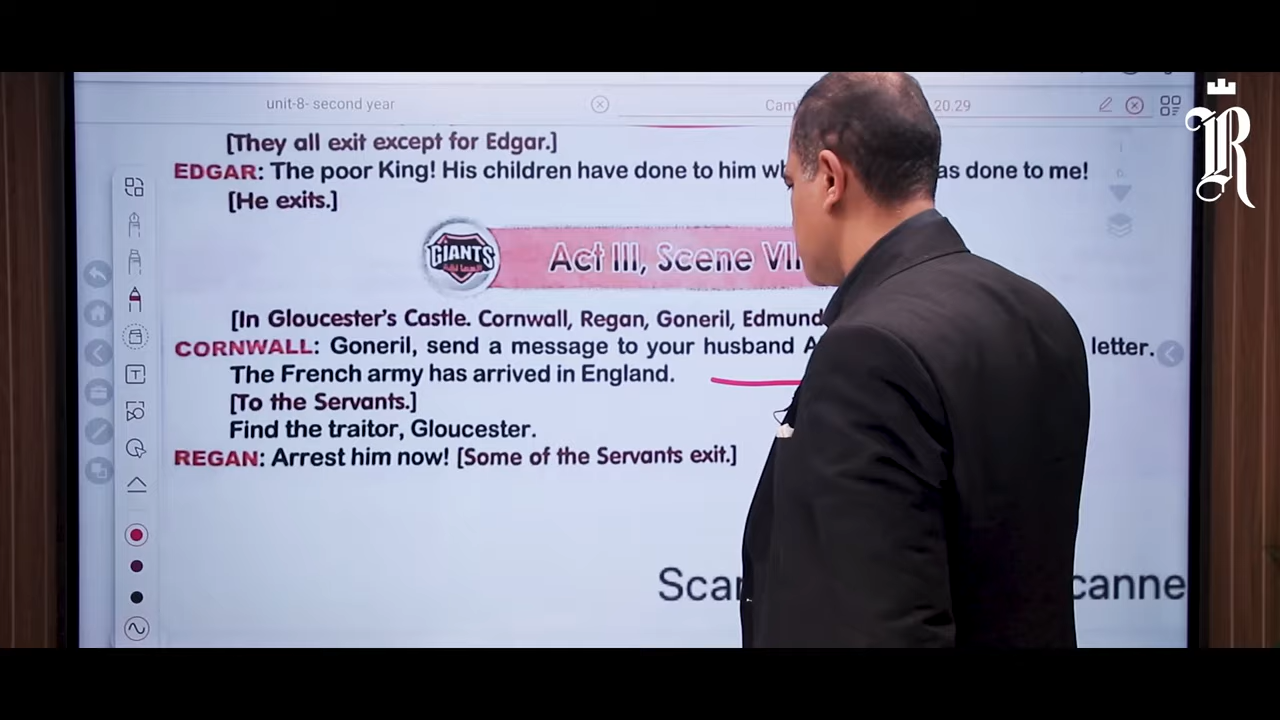 unit-8- second year
Cam 20.29
[They all exit except for Edgar.]
EDGAR: The poor King! His children have done to him as done to me!
[He exits.]
GIANTS
Act III, Scene VII
[In Gloucester's Castle. Cornwall, Regan, Goneril, Edmund
CORNWALL: Goneril, send a message to your husband letter.
The French army has arrived in England.
[To the Servants.]
Find the traitor, Gloucester.
REGAN: Arrest him now! [Some of the Servants exit.]
Scan canne
R